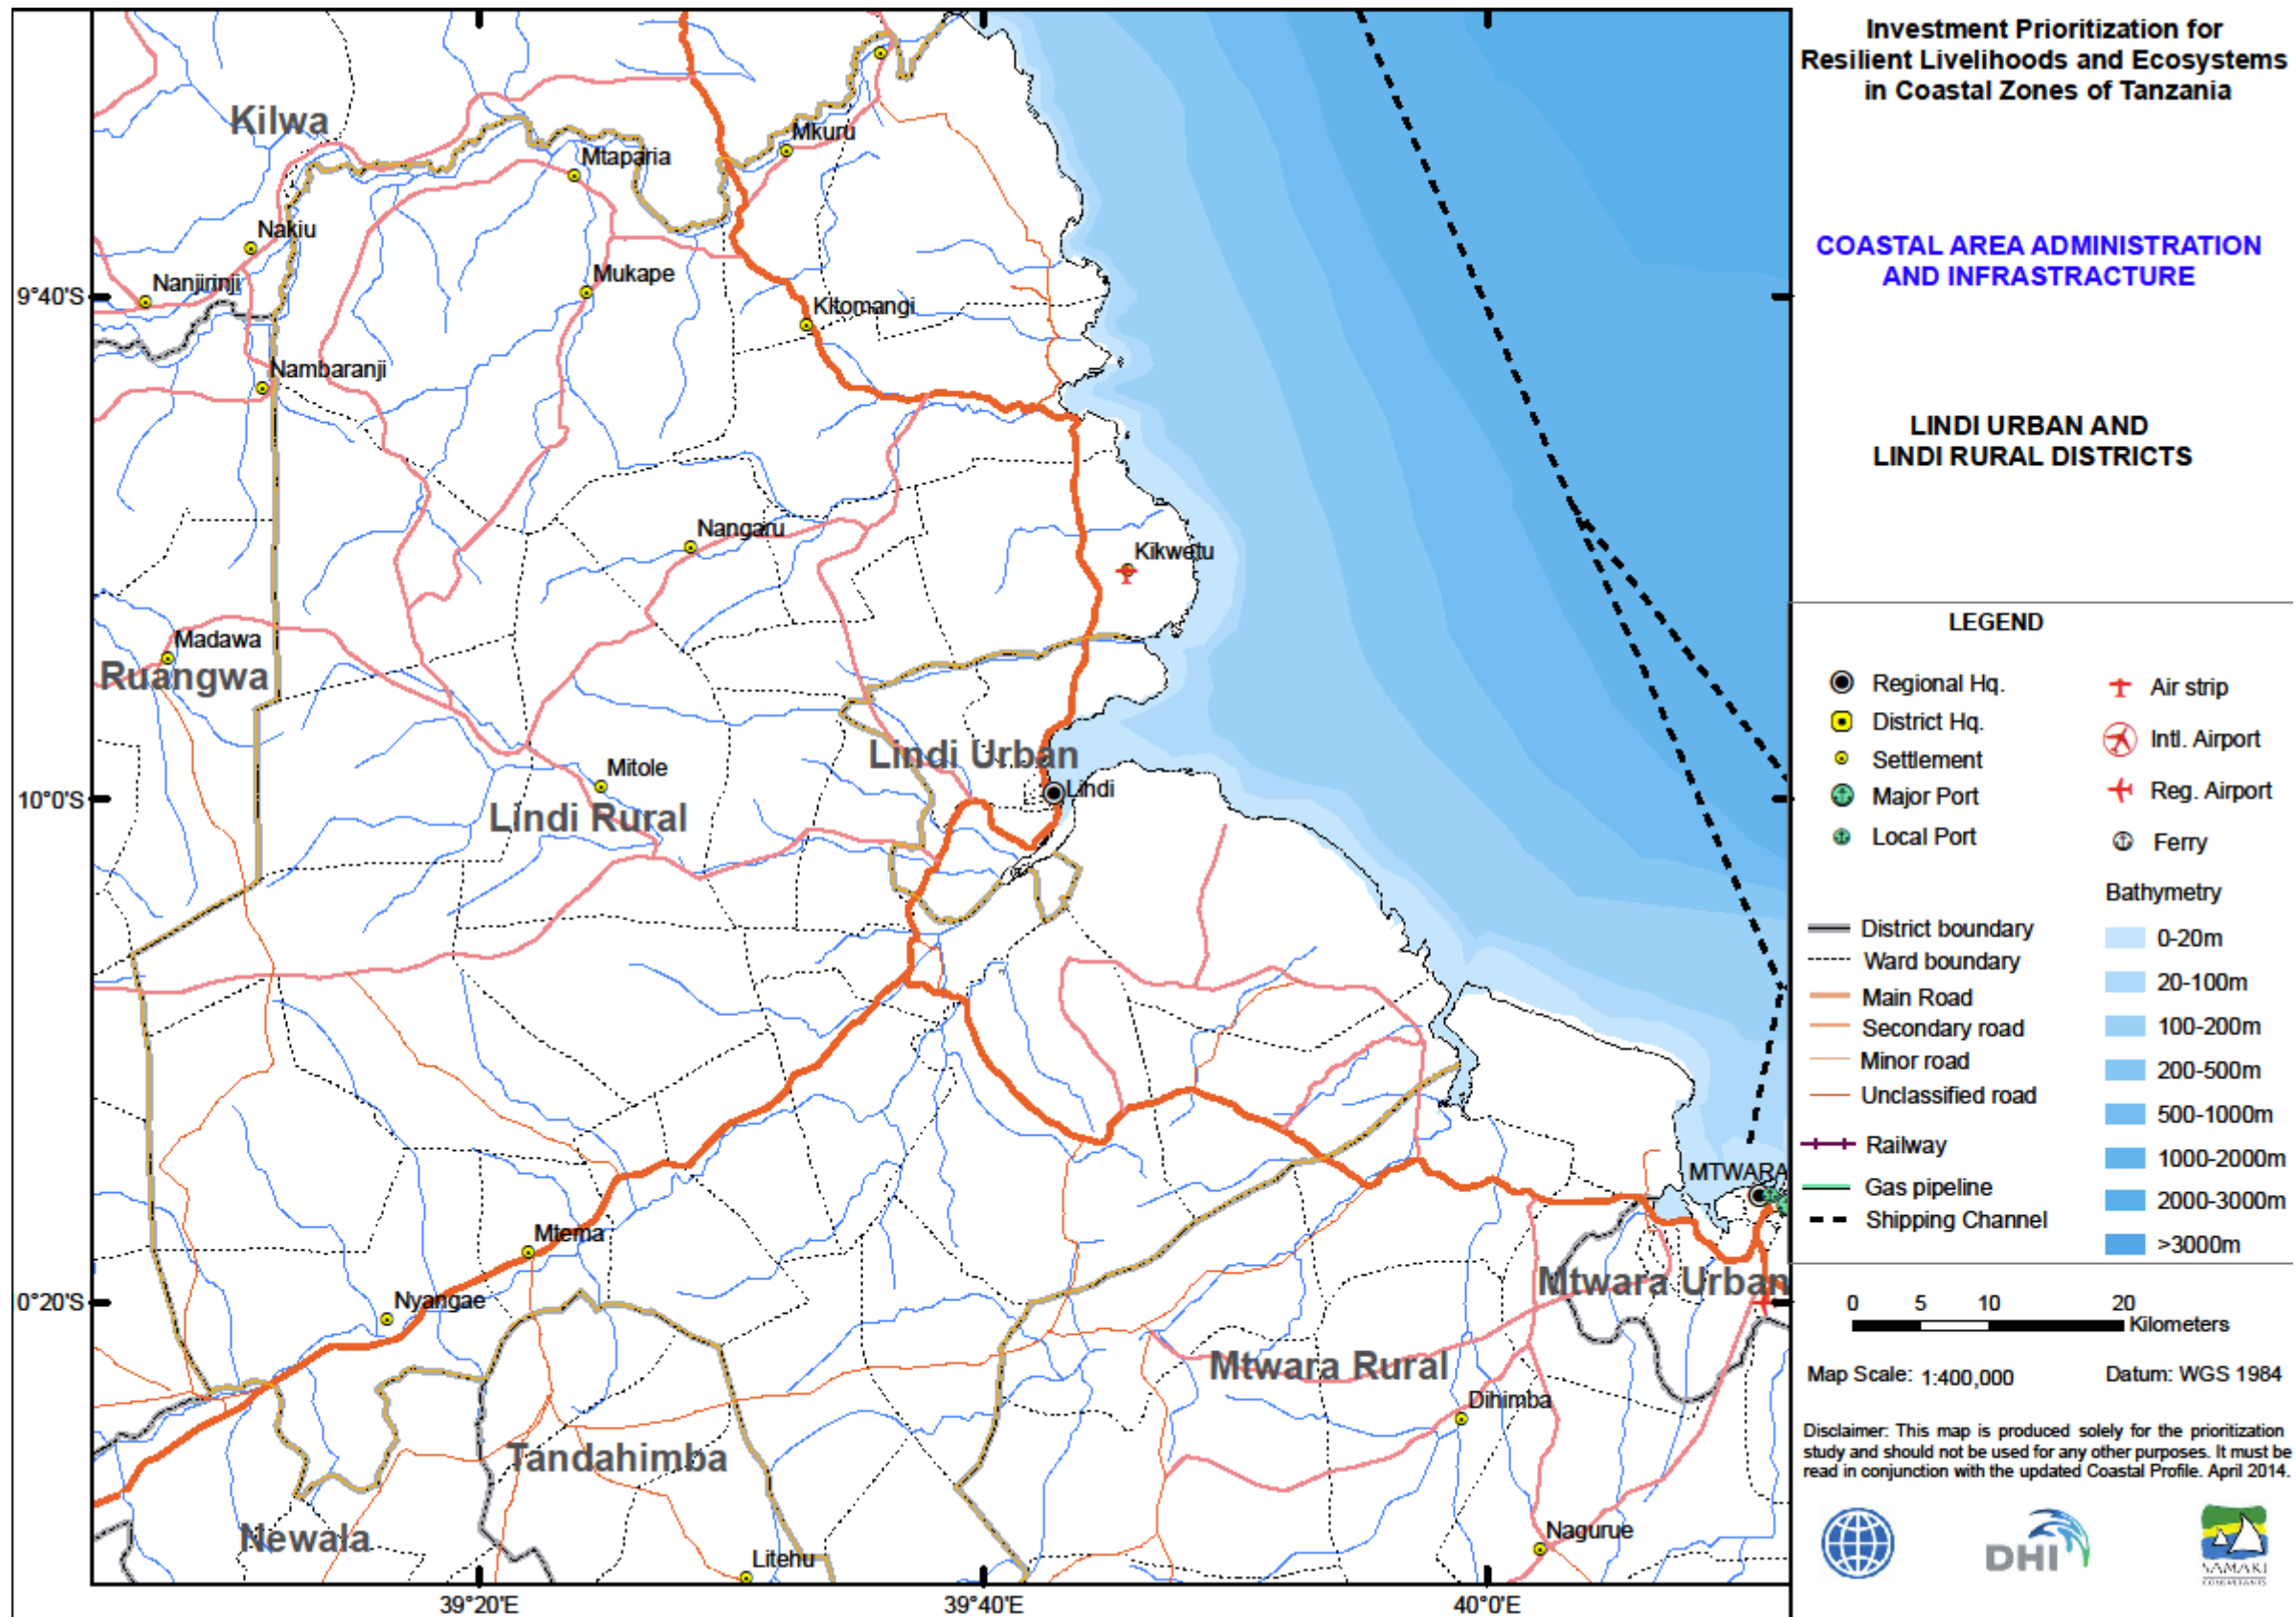 Investment Prioritization for
Resilient Livelihoods and Ecosystems
in Coastal Zones of Tanzania
COASTAL AREA ADMINISTRATION
AND INFRASTRACTURE
LINDI URBAN AND
LINDI RURAL DISTRICTS
LEGEND
Regional Hq.
District Hq.
Settlement
Major Port
Local Port
Air strip
Intl. Airport
Reg. Airport
Ferry
District boundary
Ward boundary
Main Road
Secondary road
Minor road
Unclassified road
Railway
Gas pipeline
Shipping Channel
Bathymetry
0-20m
20-100m
100-200m
200-500m
500-1000m
1000-2000m
2000-3000m
>3000m
0 5 10 20
Kilometers
Map Scale: 1:400,000
Datum: WGS 1984
Disclaimer: This map is produced solely for the prioritization
study and should not be used for any other purposes. It must be
read in conjunction with the updated Coastal Profile. April 2014.
DHI
SAMAKI
CONSULTANTS
Kilwa
Mkuru
Mtaparia
Nakiu
Nanjirinji
Mukape
9°40'S
Kitomangi
Nambaranji
Nangaru
Kikwetu
Madawa
Ruangwa
Lindi Urban
Mitole
Lindi
10°0'S
Lindi Rural
MTWARA
Mtema
Mtwara Urban
Nyangae
0°20'S
Mtwara Rural
Dihimba
Tandahimba
Newala
Nagurue
Litehu
39°20'E
39°40'E
40°0'E